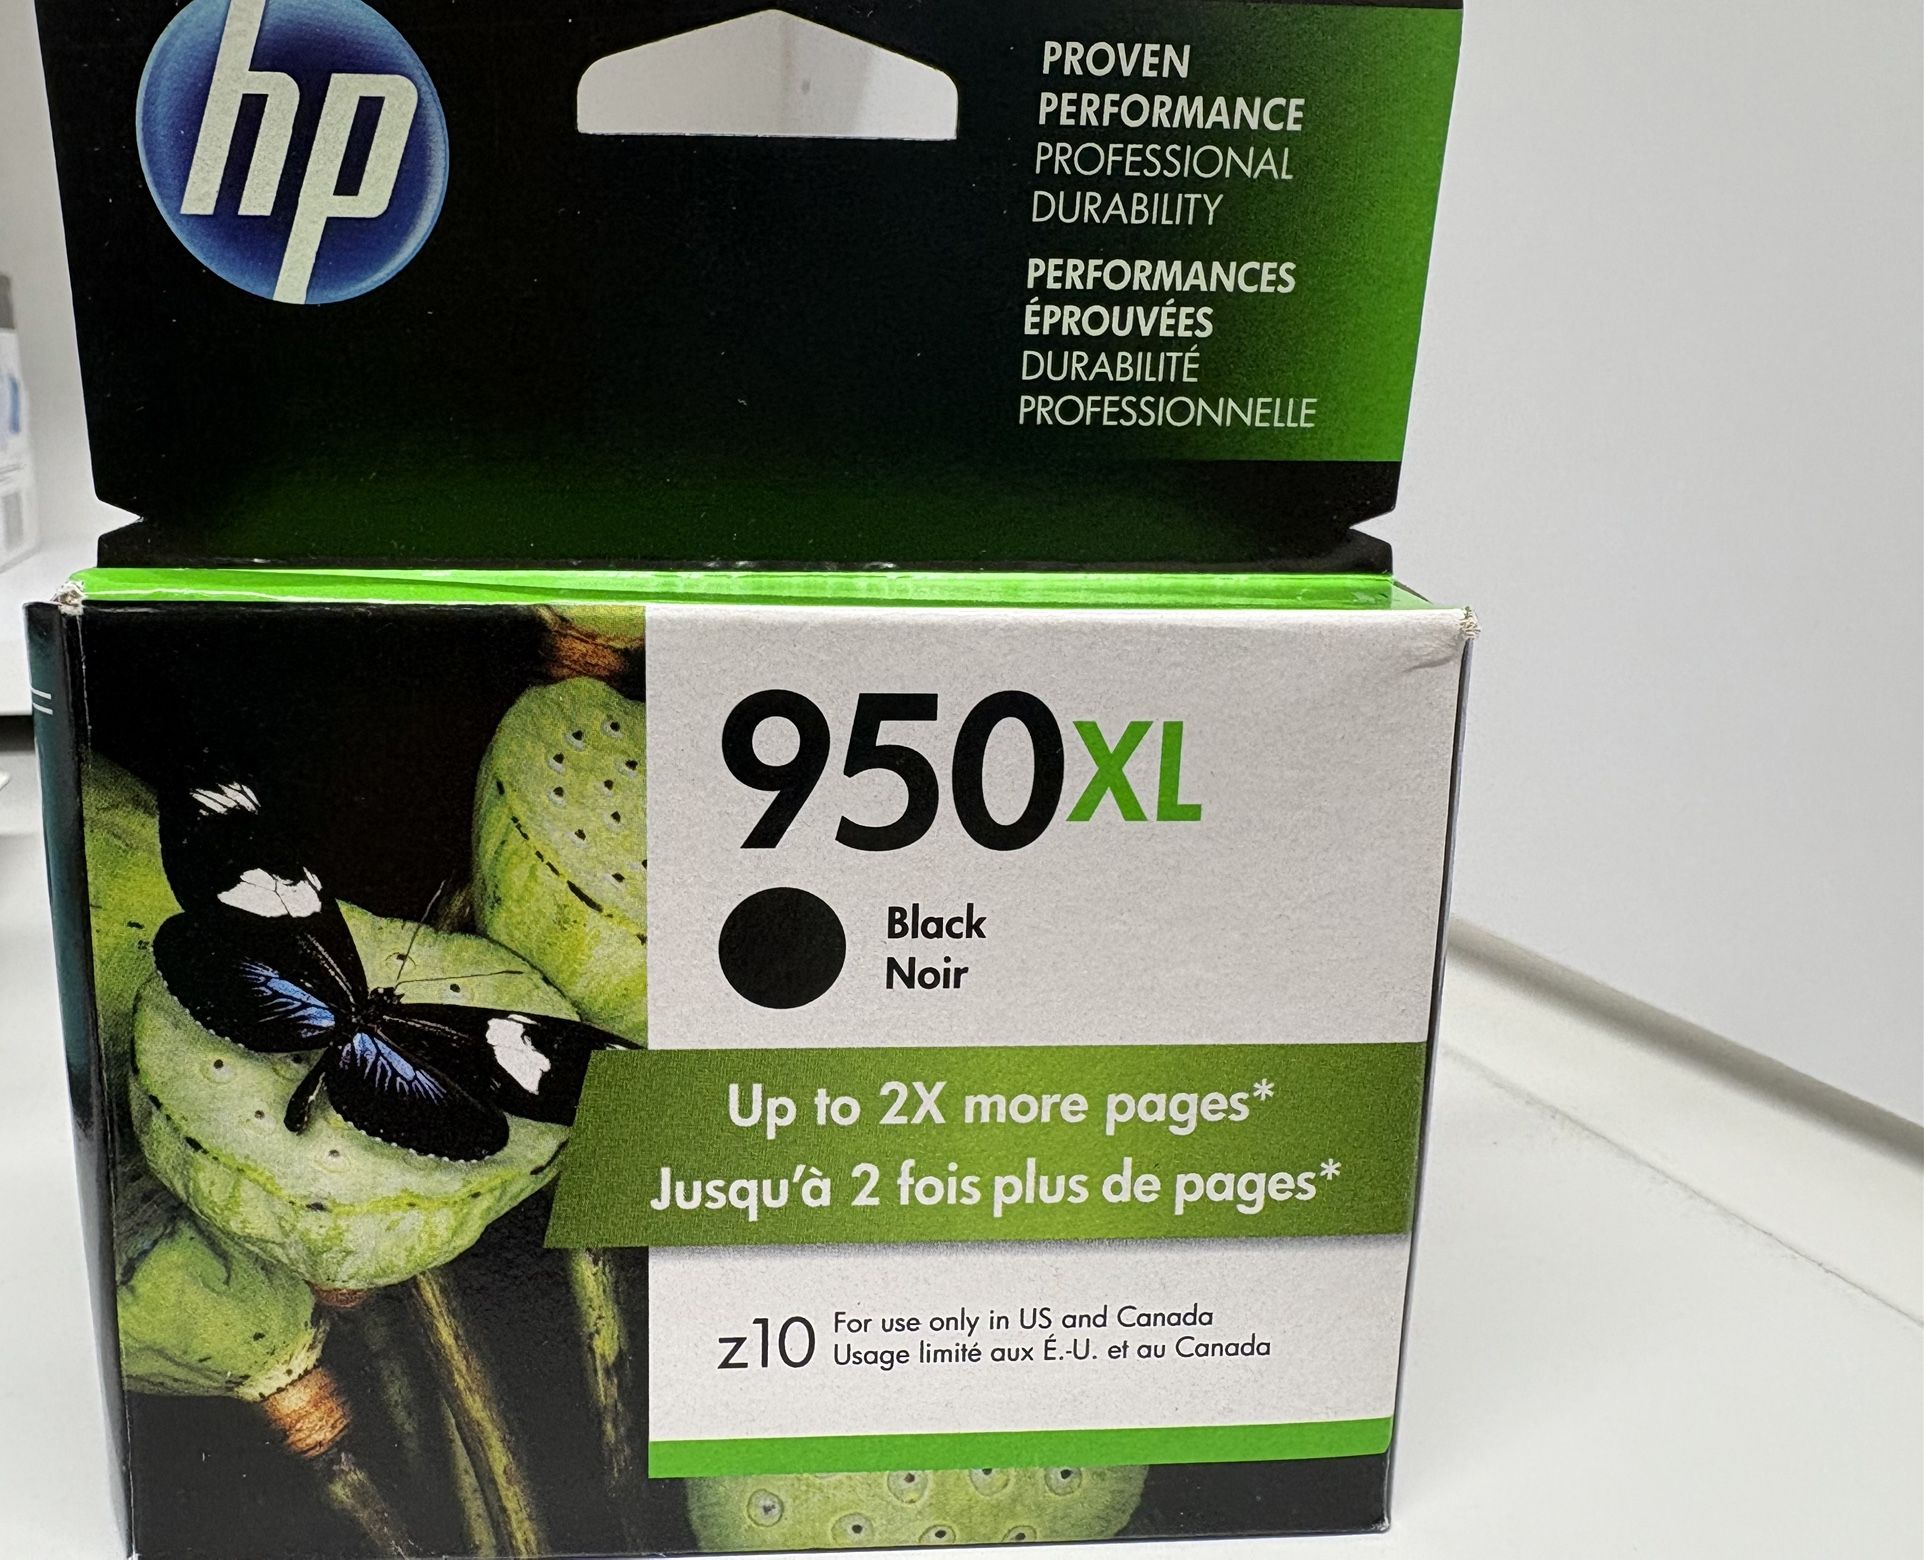 hp
PROVEN
PERFORMANCE
PROFESSIONAL
DURABILITY
PERFORMANCES
ÉPROUVÉES
DURABILITÉ
PROFESSIONNELLE
950XL
Black
Noir
Up to 2X more pages*
Jusqu'à 2 fois plus de pages*
z10
For use only in US and Canada
Usage limité aux É.-U. et au Canada